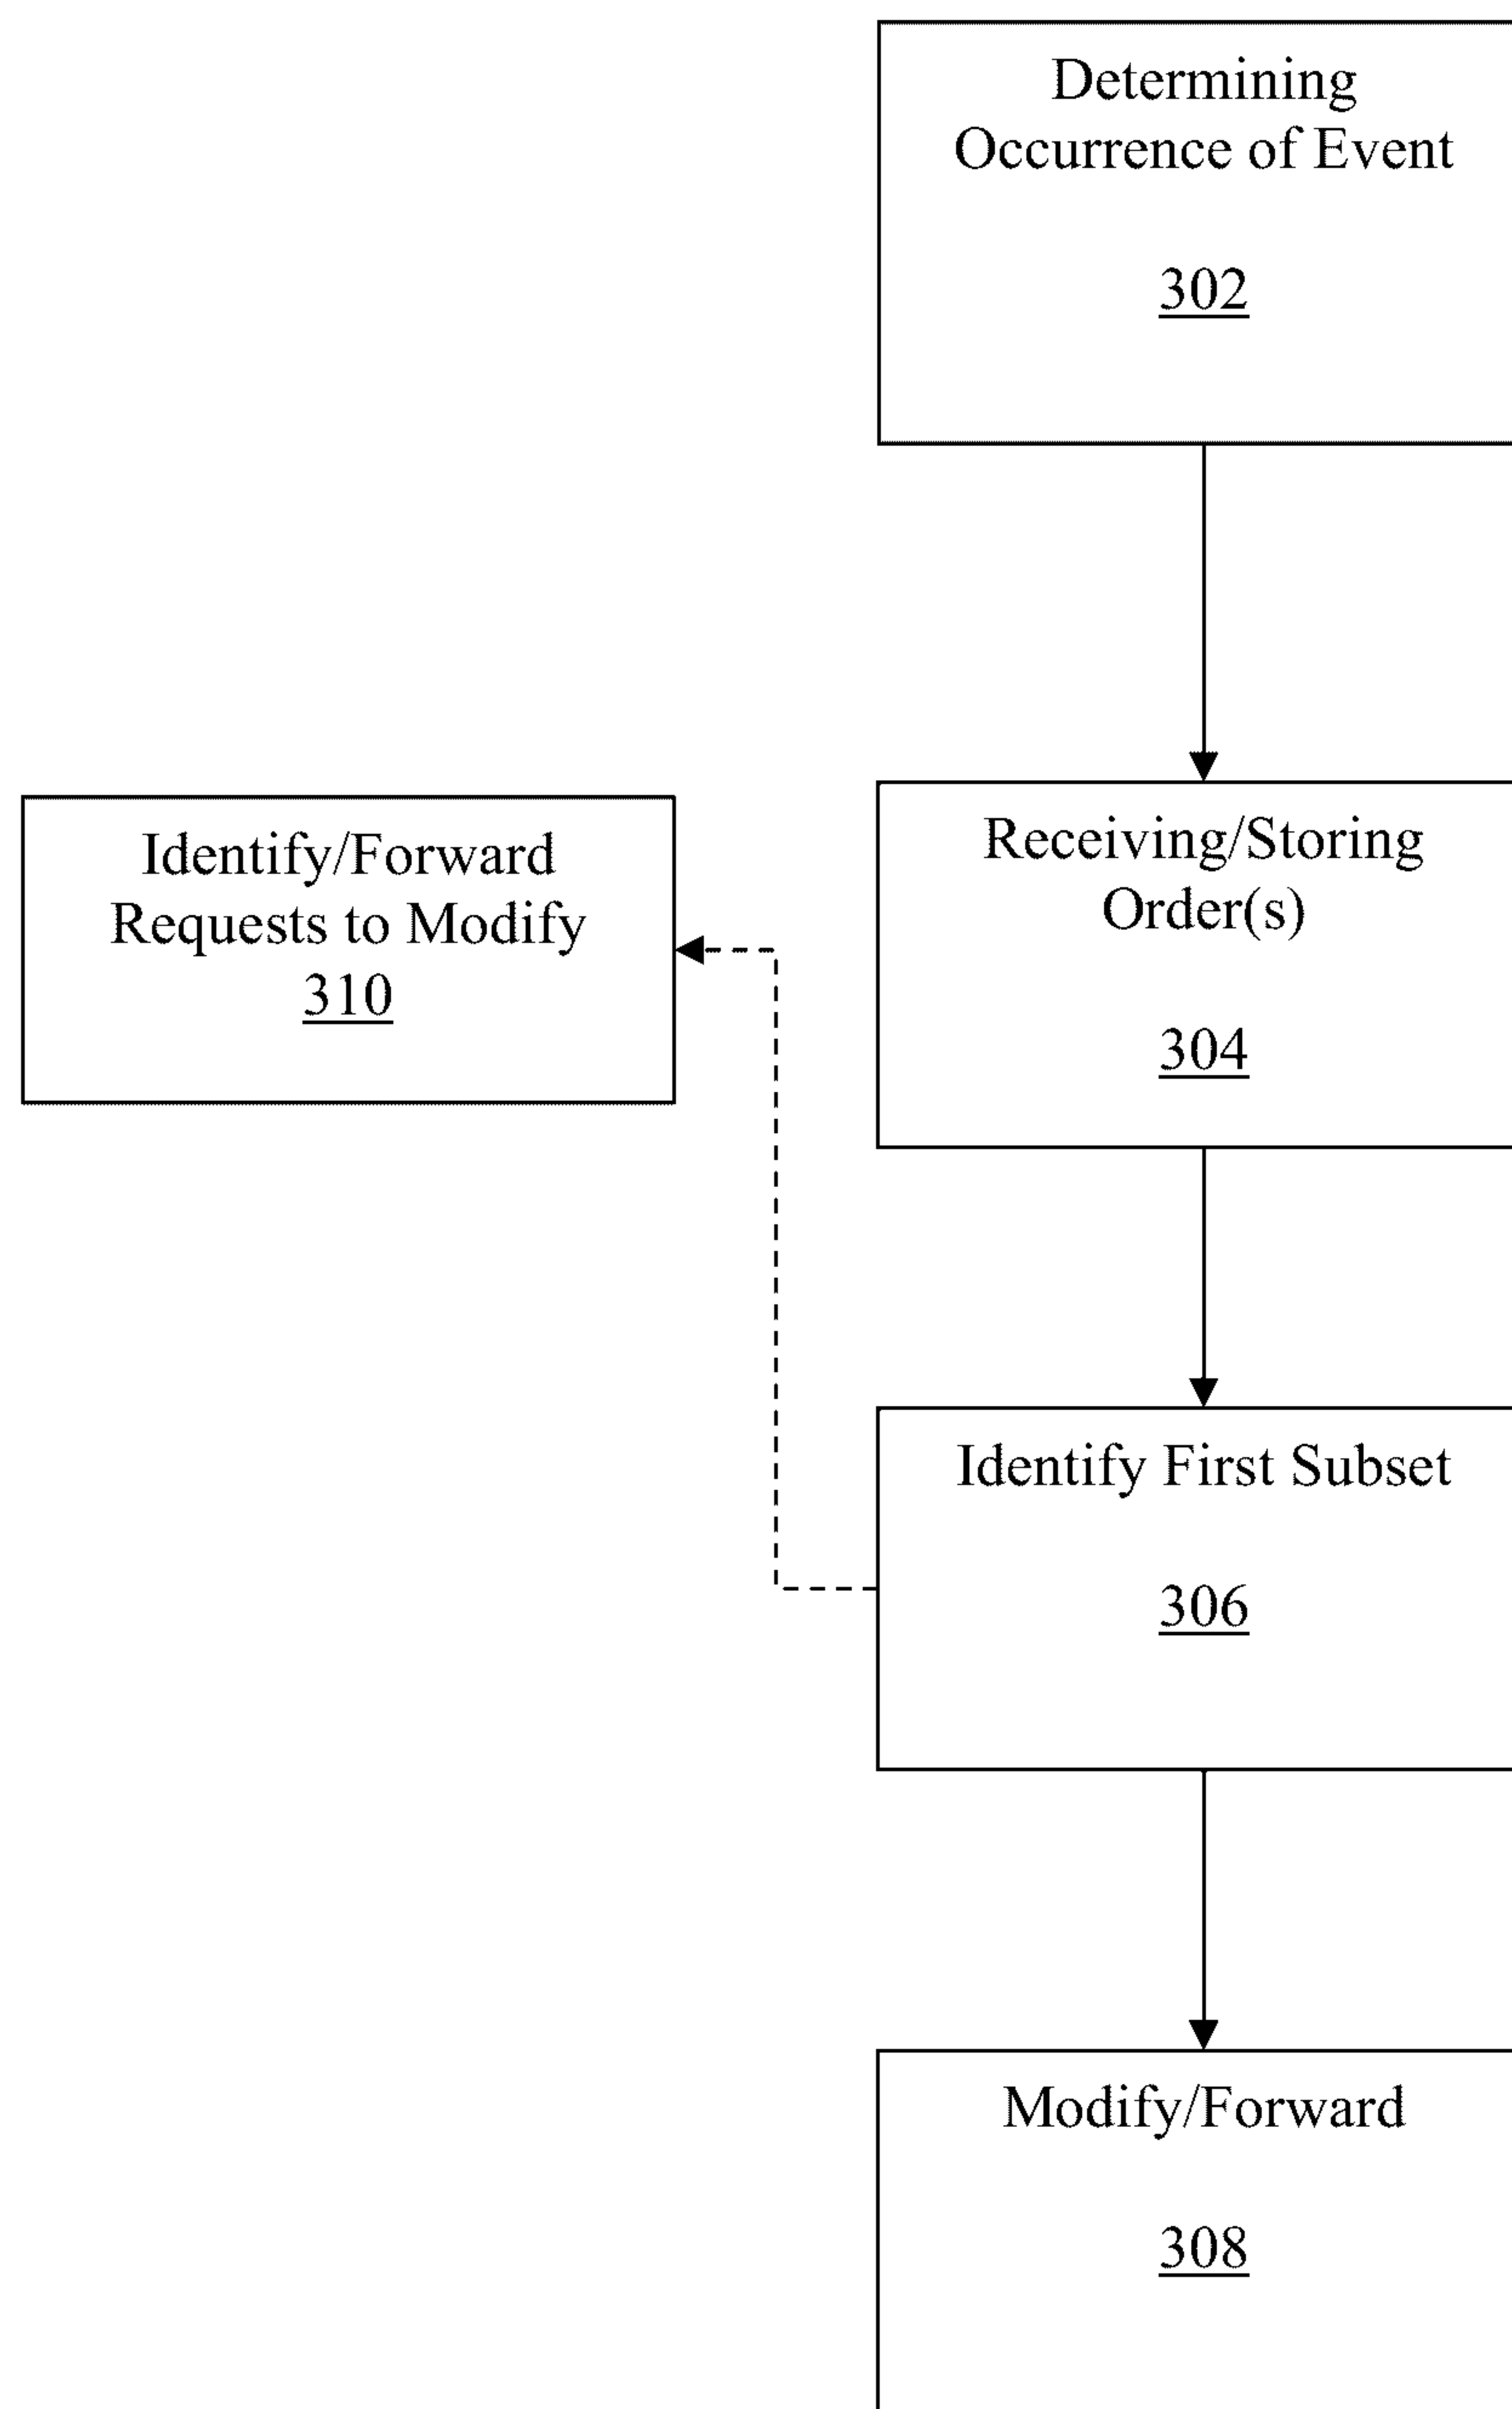 Determining
Occurrence of Event
302
Identify/Forward
Requests to Modify
310
Receiving/Storing
Order(s)
304
Identify First Subset
306
Modify/Forward
308